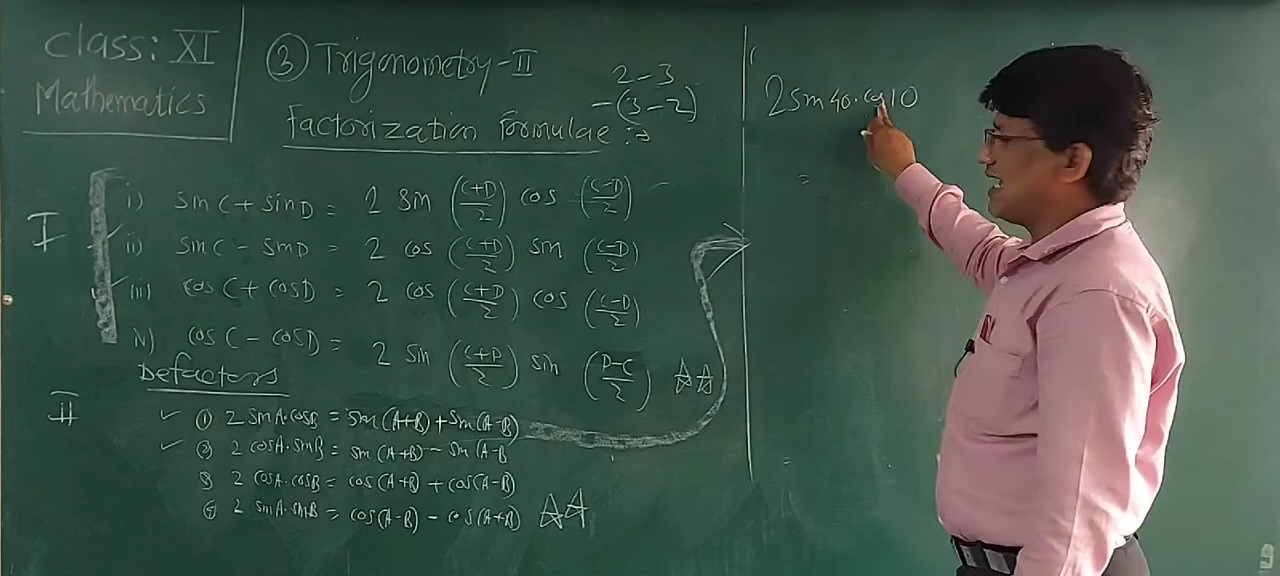 Class: XI
Mathematics
③ Trigonometry-II
Factorization Formulae :→
2-3
-(3-2)
I
i) sinC + sinD = 2 sin (C+D/2) cos (C-D/2)
ii) sinC - sinD = 2 cos (C+D/2) sin (C-D/2)
iii) cosC + cosD = 2 cos (C+D/2) cos (C-D/2)
iv) cosC - cosD = 2 sin (C+D/2) sin (D-C/2) ☆☆
Defactors
II
① 2 sinA·cosB = sin(A+B) + sin(A-B)
② 2 cosA·sinB = sin(A+B) - sin(A-B
3 2 cosA·cosB = cos(A+B) + cos(A-B)
2 sinA·sinB = cos(A-B) - cos(A+B) ☆☆
2 sin 40·cos10
=